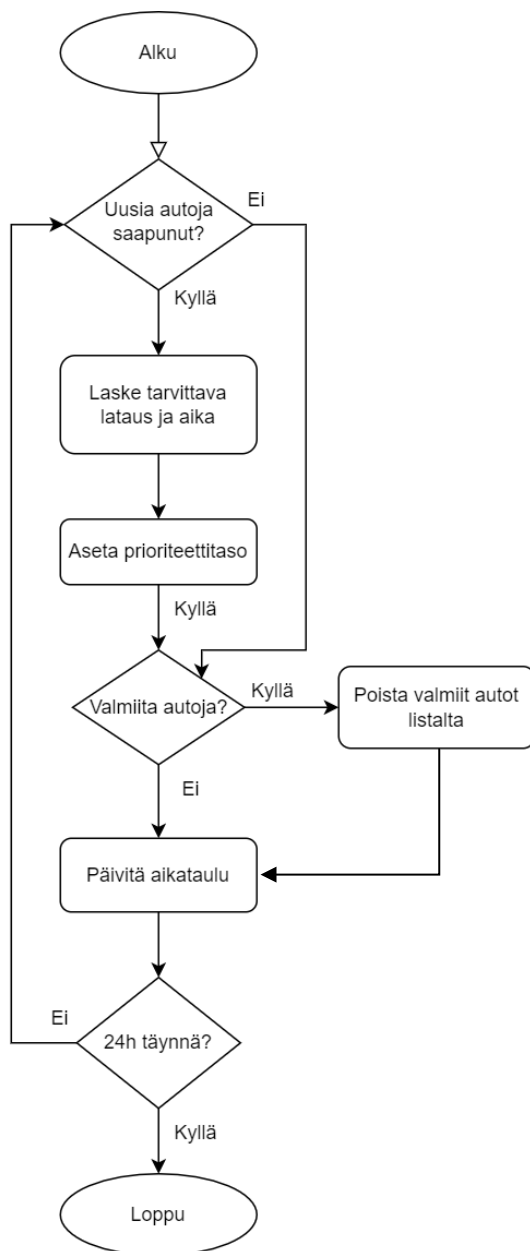 Alku
Uusia autoja
saapunut?
Ei
Kyllä
Laske tarvittava
lataus ja aika
Aseta prioriteettitaso
Kyllä
Valmiita autoja?
Kyllä
Poista valmiit autot
listalta
Ei
Päivitä aikataulu
Ei
24h täynnä?
Kyllä
Loppu